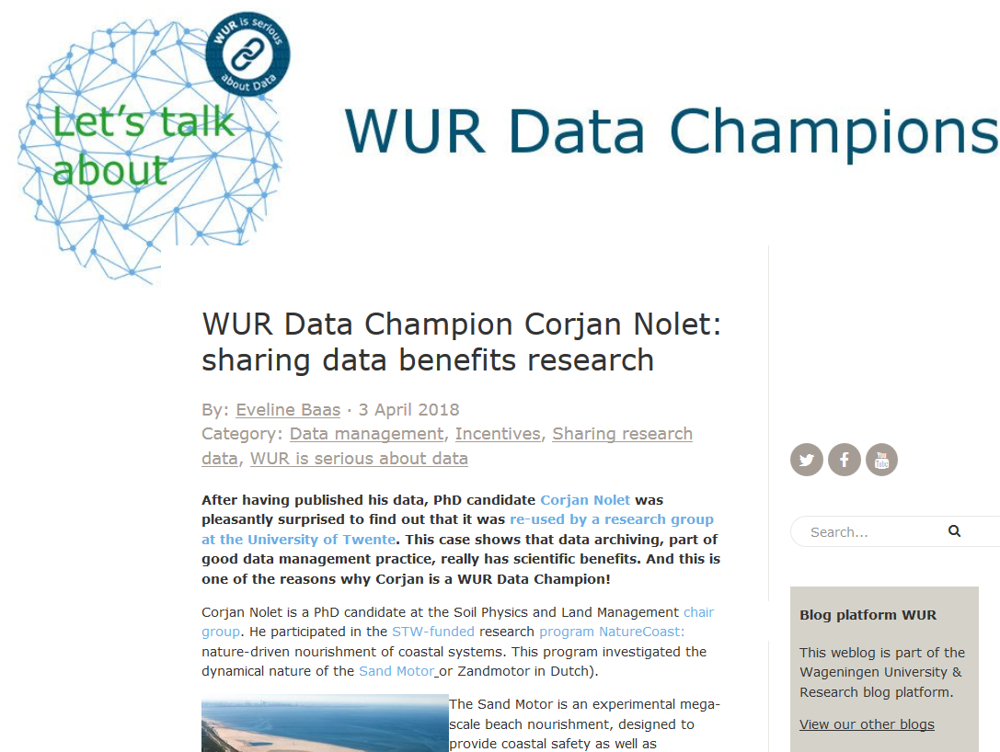 WUR is serious
about Data
Let's talk
about
WUR Data Champions
WUR Data Champion Corjan Nolet:
sharing data benefits research
By: Eveline Baas · 3 April 2018
Category: Data management, Incentives, Sharing research
data, WUR is serious about data
After having published his data, PhD candidate Corjan Nolet was
pleasantly surprised to find out that it was re-used by a research group
at the University of Twente. This case shows that data archiving, part of
good data management practice, really has scientific benefits. And this is
one of the reasons why Corjan is a WUR Data Champion!
Corjan Nolet is a PhD candidate at the Soil Physics and Land Management chair
group. He participated in the STW-funded research program NatureCoast:
nature-driven nourishment of coastal systems. This program investigated the
dynamical nature of the Sand Motor or Zandmotor in Dutch).
The Sand Motor is an experimental mega-
scale beach nourishment, designed to
provide coastal safety as well as
You
Tube
Search...
Blog platform WUR
This weblog is part of the
Wageningen University &
Research blog platform.
View our other blogs